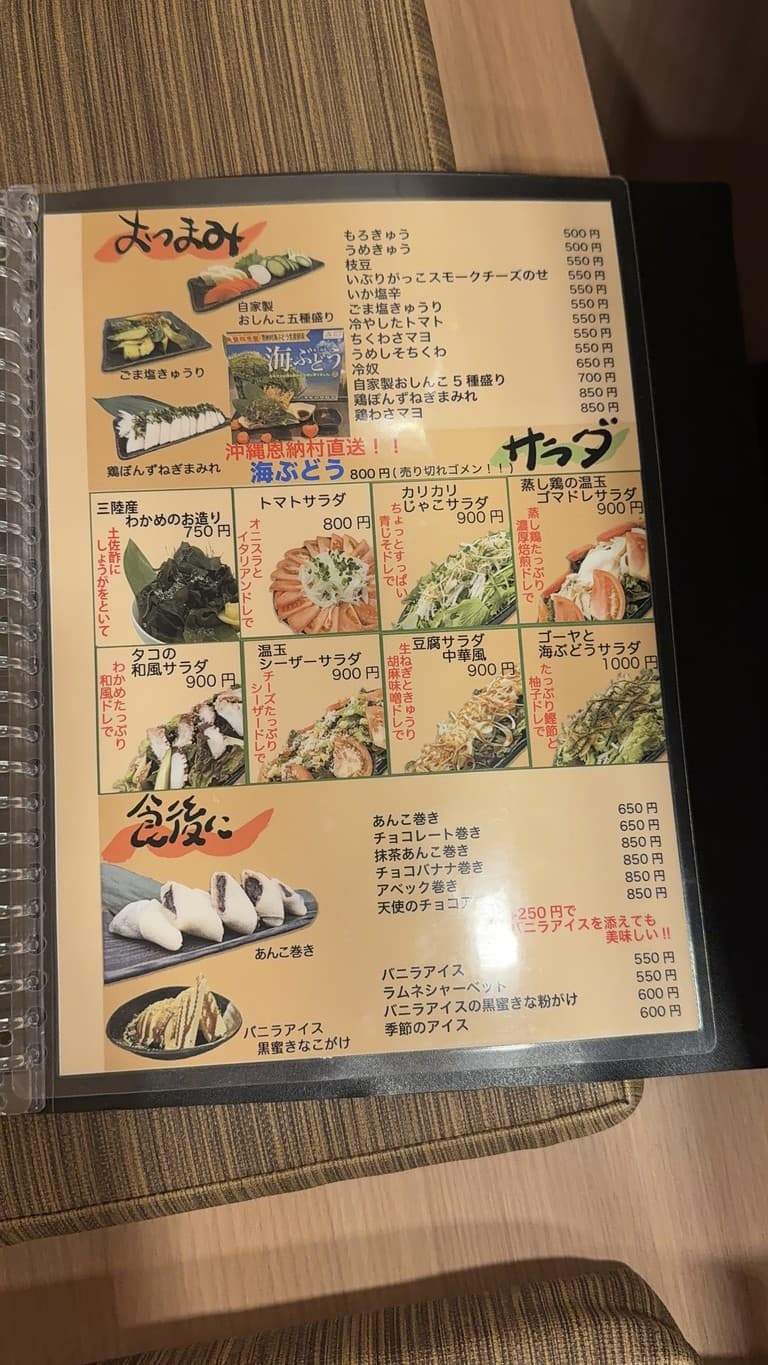 おつまみ
もろきゅう 500円
うめきゅう 500円
枝豆 550円
いぶりがっこスモークチーズのせ 550円
いか塩辛 550円
ごま塩きゅうり 550円
冷やしたトマト 550円
ちくわさマヨ 550円
うめしそちくわ 550円
冷奴 650円
自家製おしんこ5種盛り 700円
鶏ぽんずねぎまみれ 850円
鶏わさマヨ 850円
自家製
おしんこ五種盛り
ごま塩きゅうり
海ぶどう
鶏ぽんずねぎまみれ
沖縄恩納村直送！！
海ぶどう 800円(売り切れゴメン！！)
サラダ
三陸産
わかめのお造り
750円
土佐酢に
しょうがをといて
トマトサラダ
800円
オニスラと
イタリアンドレで
カリカリ
じゃこサラダ
900円
ちょっとすっぱい
青じそドレで
蒸し鶏の温玉
ゴマドレサラダ
900円
蒸し鶏たっぷり
濃厚焙煎ドレで
タコの
和風サラダ
900円
わかめたっぷり
和風ドレで
温玉
シーザーサラダ
900円
チーズたっぷり
シーザードレで
豆腐サラダ
中華風
900円
生ねぎときゅうり
胡麻味噌ドレで
ゴーヤと
海ぶどうサラダ
1000円
たっぷり鰹節と
柚子ドレで
食後に
あんこ巻き 650円
チョコレート巻き 650円
抹茶あんこ巻き 850円
チョコバナナ巻き 850円
アベック巻き 850円
天使のチョコ 850円
+250円で
バニラアイスを添えても
美味しい!!
あんこ巻き
バニラアイス 550円
ラムネシャーベット 550円
バニラアイスの黒蜜きな粉がけ 600円
季節のアイス 600円
バニラアイス
黒蜜きなこがけ